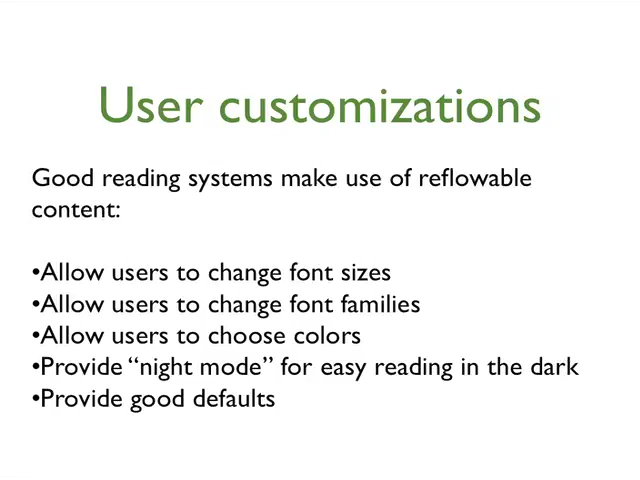 User customizations
Good reading systems make use of reflowable
content:
•Allow users to change font sizes
•Allow users to change font families
•Allow users to choose colors
•Provide “night mode” for easy reading in the dark
•Provide good defaults